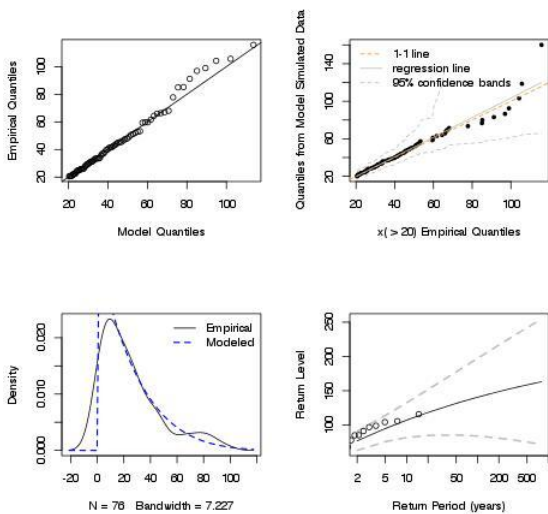 Empirical Quantiles
20 40 60 80 100
20 40 60 80 100
Model Quantiles
Quantiles from Model Simulated Data
20 60 100 140
1-1 line
regression line
95% confidence bands
20 40 60 80 100
x( > 20) Empirical Quantiles
Density
0.000 0.010 0.020
Empirical
Modeled
-20 0 20 40 60 80 100 120
N = 76 Bandwidth = 7.227
Return Level
100 150 200 250
2 5 10 50 200 500
Return Period (years)